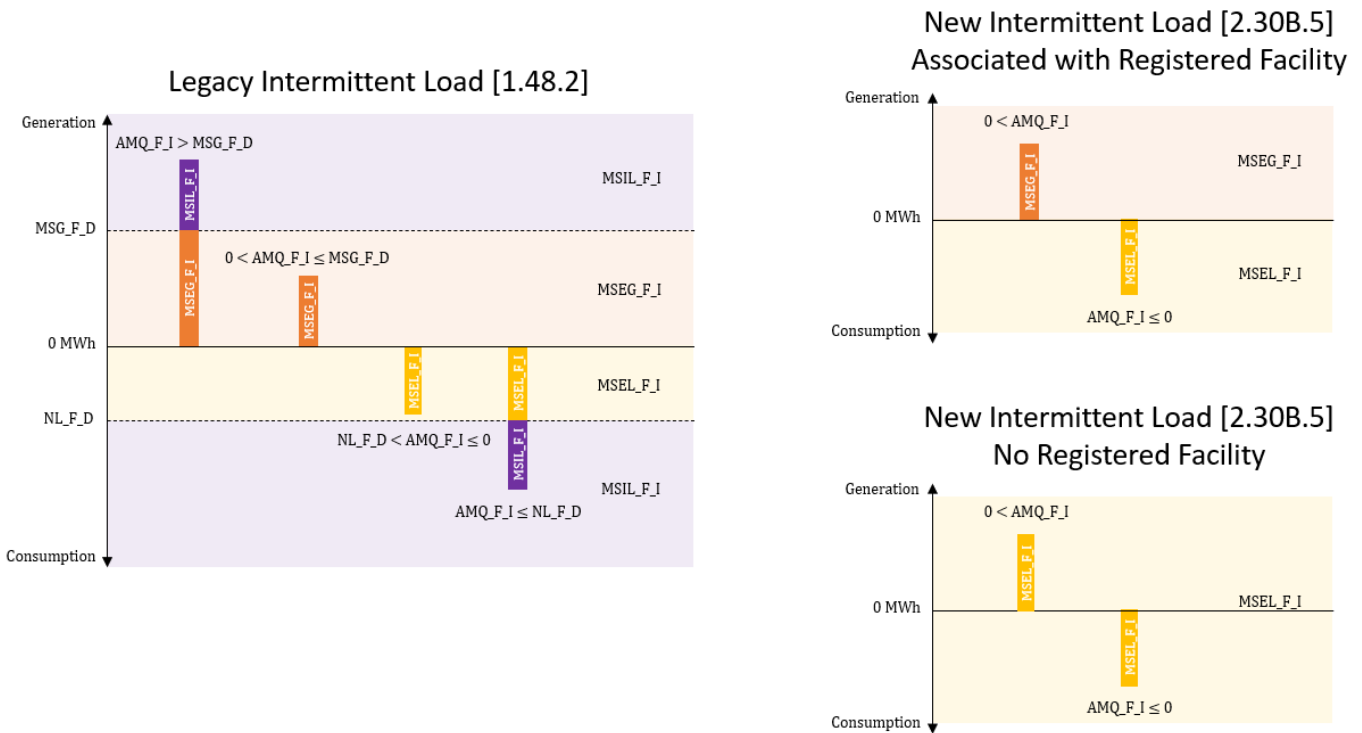 Legacy Intermittent Load [1.48.2]
Generation
AMQ_F_I > MSG_F_D
MSIL_F_I
MSIL_F_I
MSG_F_D
0 < AMQ_F_I ≤ MSG_F_D
MSEG_F_I
MSEG_F_I
MSEG_F_I
0 MWh
MSEL_F_I
MSEL_F_I
MSEL_F_I
NL_F_D
NL_F_D < AMQ_F_I ≤ 0
MSIL_F_I
MSIL_F_I
AMQ_F_I ≤ NL_F_D
Consumption
New Intermittent Load [2.30B.5]
Associated with Registered Facility
Generation
0 < AMQ_F_I
MSEG_F_I
MSEG_F_I
0 MWh
MSEL_F_I
MSEL_F_I
AMQ_F_I ≤ 0
Consumption
New Intermittent Load [2.30B.5]
No Registered Facility
Generation
0 < AMQ_F_I
MSEL_F_I
MSEL_F_I
0 MWh
MSEL_F_I
AMQ_F_I ≤ 0
Consumption